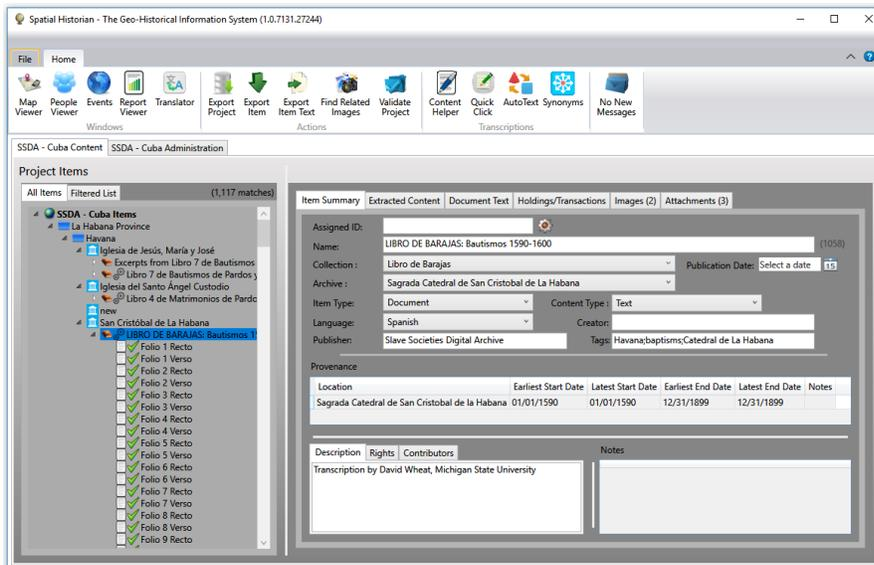 Spatial Historian - The Geo-Historical Information System (1.0.7131.27244)
File Home
Map Viewer People Viewer Events Report Viewer Translator Export Project Export Item Export Item Text Find Related Images Validate Project Content Helper Quick Click AutoText Synonyms No New Messages
Windows Actions Transcriptions
SSDA - Cuba Content SSDA - Cuba Administration
Project Items
All Items Filtered List (1,117 matches)
SSDA - Cuba Items
La Habana Province
Havana
Iglesia de Jesús, María y José
Excerpts from Libro 7 de Bautismos
Libro 7 de Bautismos de Pardos y
Iglesia del Santo Ángel Custodio
Libro 4 de Matrimonios de Pardo
new
San Cristóbal de La Habana
LIBRO DE BARAJAS: Bautismos 15
Folio 1 Recto
Folio 1 Verso
Folio 2 Recto
Folio 2 Verso
Folio 3 Recto
Folio 3 Verso
Folio 4 Recto
Folio 4 Verso
Folio 5 Recto
Folio 5 Verso
Folio 6 Recto
Folio 6 Verso
Folio 7 Recto
Folio 7 Verso
Folio 8 Recto
Folio 8 Verso
Folio 9 Recto
Item Summary Extracted Content Document Text Holdings/Transactions Images (2) Attachments (3)
Assigned ID:
Name: LIBRO DE BARAJAS: Bautismos 1590-1600 (1058)
Collection : Libro de Barajas Publication Date: Select a date 15
Archive : Sagrada Catedral de San Cristobal de La Habana
Item Type: Document Content Type : Text
Language: Spanish Creator:
Publisher: Slave Societies Digital Archive Tags: Havana;baptisms;Catedral de La Habana
Provenance
Location Earliest Start Date Latest Start Date Earliest End Date Latest End Date Notes
Sagrada Catedral de San Cristobal de la Habana 01/01/1590 01/01/1590 12/31/1899 12/31/1899
Description Rights Contributors Notes
Transcription by David Wheat, Michigan State University